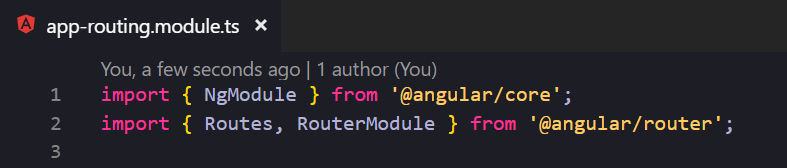 app-routing.module.ts ×
You, a few seconds ago | 1 author (You)
1 import { NgModule } from '@angular/core';
2 import { Routes, RouterModule } from '@angular/router';
3